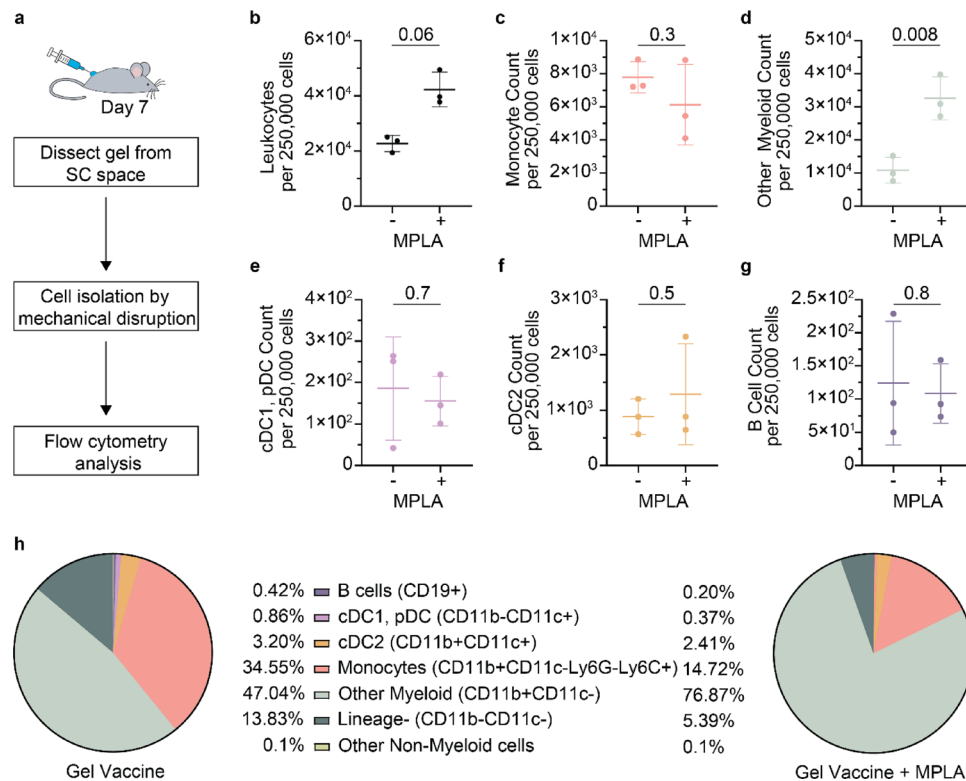 a
Day 7
Dissect gel from
SC space
Cell isolation by
mechanical disruption
Flow cytometry
analysis
b
Leukocytes
per 250,000 cells
6×10⁴
4×10⁴
2×10⁴
0
0.06
- +
MPLA
c
Monocyte Count
per 250,000 cells
1×10⁴
8×10³
6×10³
4×10³
2×10³
0
0.3
- +
MPLA
d
Other Myeloid Count
per 250,000 cells
5×10⁴
4×10⁴
3×10⁴
2×10⁴
1×10⁴
0
0.008
- +
MPLA
e
cDC1, pDC Count
per 250,000 cells
4×10²
3×10²
2×10²
1×10²
0
0.7
- +
MPLA
f
cDC2 Count
per 250,000 cells
3×10³
2×10³
1×10³
0
0.5
- +
MPLA
g
B Cell Count
per 250,000 cells
2.5×10²
2×10²
1.5×10²
1×10²
5×10¹
0
0.8
- +
MPLA
h
0.42% B cells (CD19+) 0.20%
0.86% cDC1, pDC (CD11b-CD11c+) 0.37%
3.20% cDC2 (CD11b+CD11c+) 2.41%
34.55% Monocytes (CD11b+CD11c-Ly6G-Ly6C+) 14.72%
47.04% Other Myeloid (CD11b+CD11c-) 76.87%
13.83% Lineage- (CD11b-CD11c-) 5.39%
0.1% Other Non-Myeloid cells 0.1%
Gel Vaccine
Gel Vaccine + MPLA